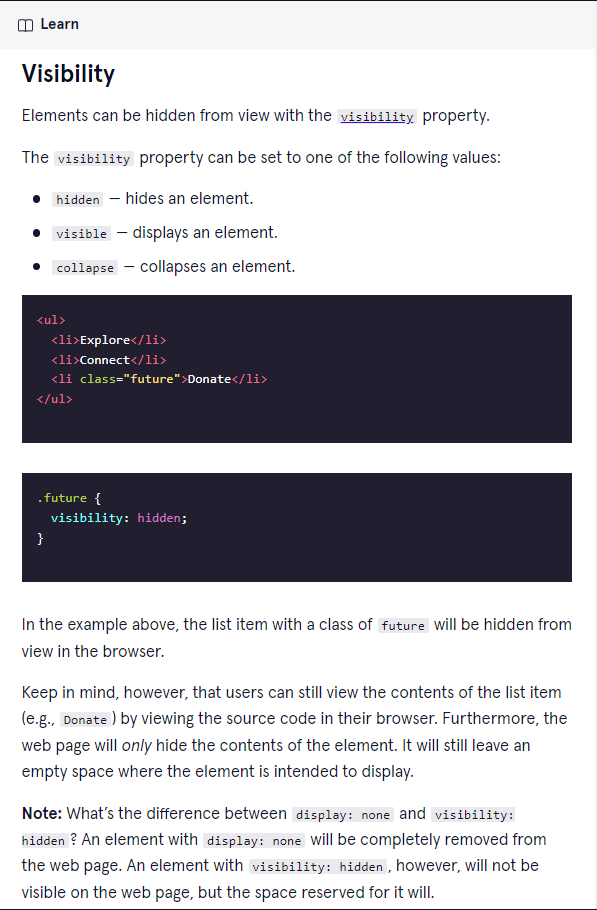 Learn
Visibility
Elements can be hidden from view with the visibility property.
The visibility property can be set to one of the following values:
• hidden — hides an element.
• visible — displays an element.
• collapse — collapses an element.
<ul>
  <li>Explore</li>
  <li>Connect</li>
  <li class="future">Donate</li>
</ul>
.future {
  visibility: hidden;
}
In the example above, the list item with a class of future will be hidden from
view in the browser.
Keep in mind, however, that users can still view the contents of the list item
(e.g., Donate) by viewing the source code in their browser. Furthermore, the
web page will only hide the contents of the element. It will still leave an
empty space where the element is intended to display.
Note: What's the difference between display: none and visibility:
hidden? An element with display: none will be completely removed from
the web page. An element with visibility: hidden, however, will not be
visible on the web page, but the space reserved for it will.